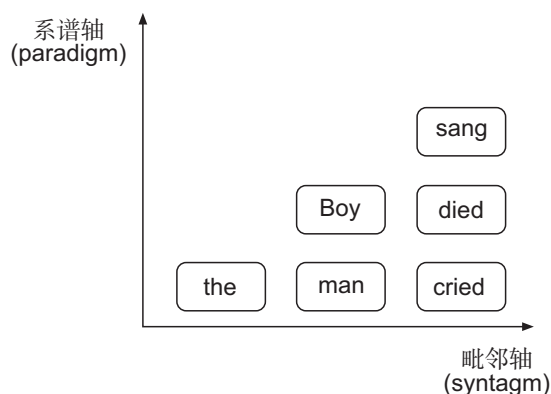 系谱轴
(paradigm)
sang
Boy
died
the
man
cried
毗邻轴
(syntagm)